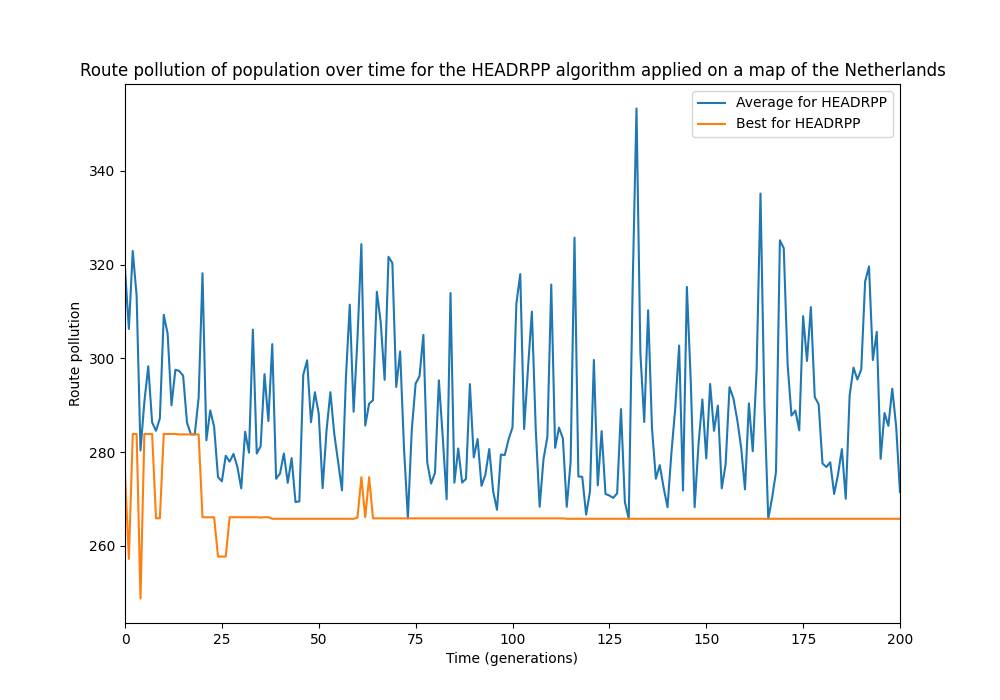 Route pollution of population over time for the HEADRPP algorithm applied on a map of the Netherlands
Average for HEADRPP
Best for HEADRPP
Route pollution
340
320
300
280
260
0 25 50 75 100 125 150 175 200
Time (generations)